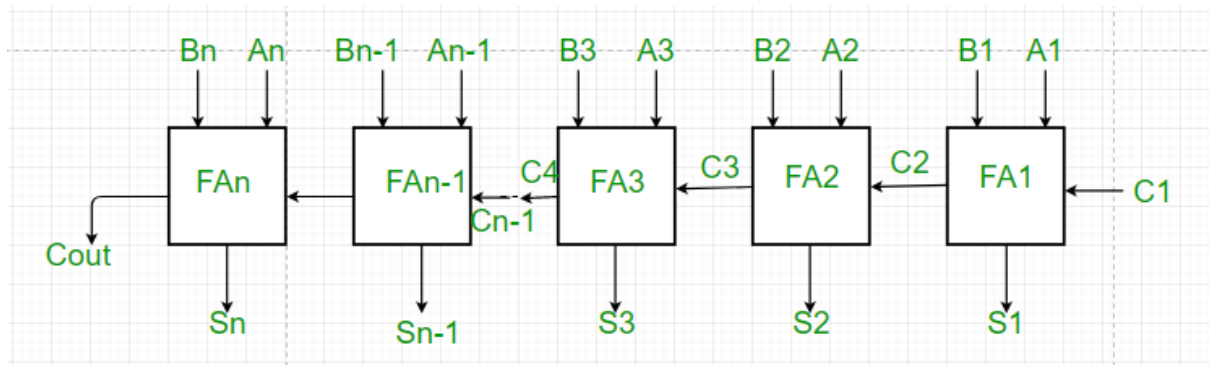 Bn An Bn-1 An-1 B3 A3 B2 A2 B1 A1
FAn FAn-1 C4 FA3 C3 FA2 C2 FA1 C1
Cn-1
Cout
Sn Sn-1 S3 S2 S1